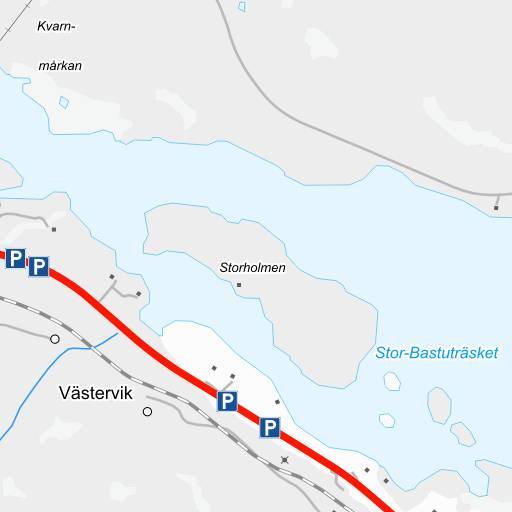 Kvarn-
mårkan
Storholmen
P P
Stor-Bastuträsket
Västervik
P
P